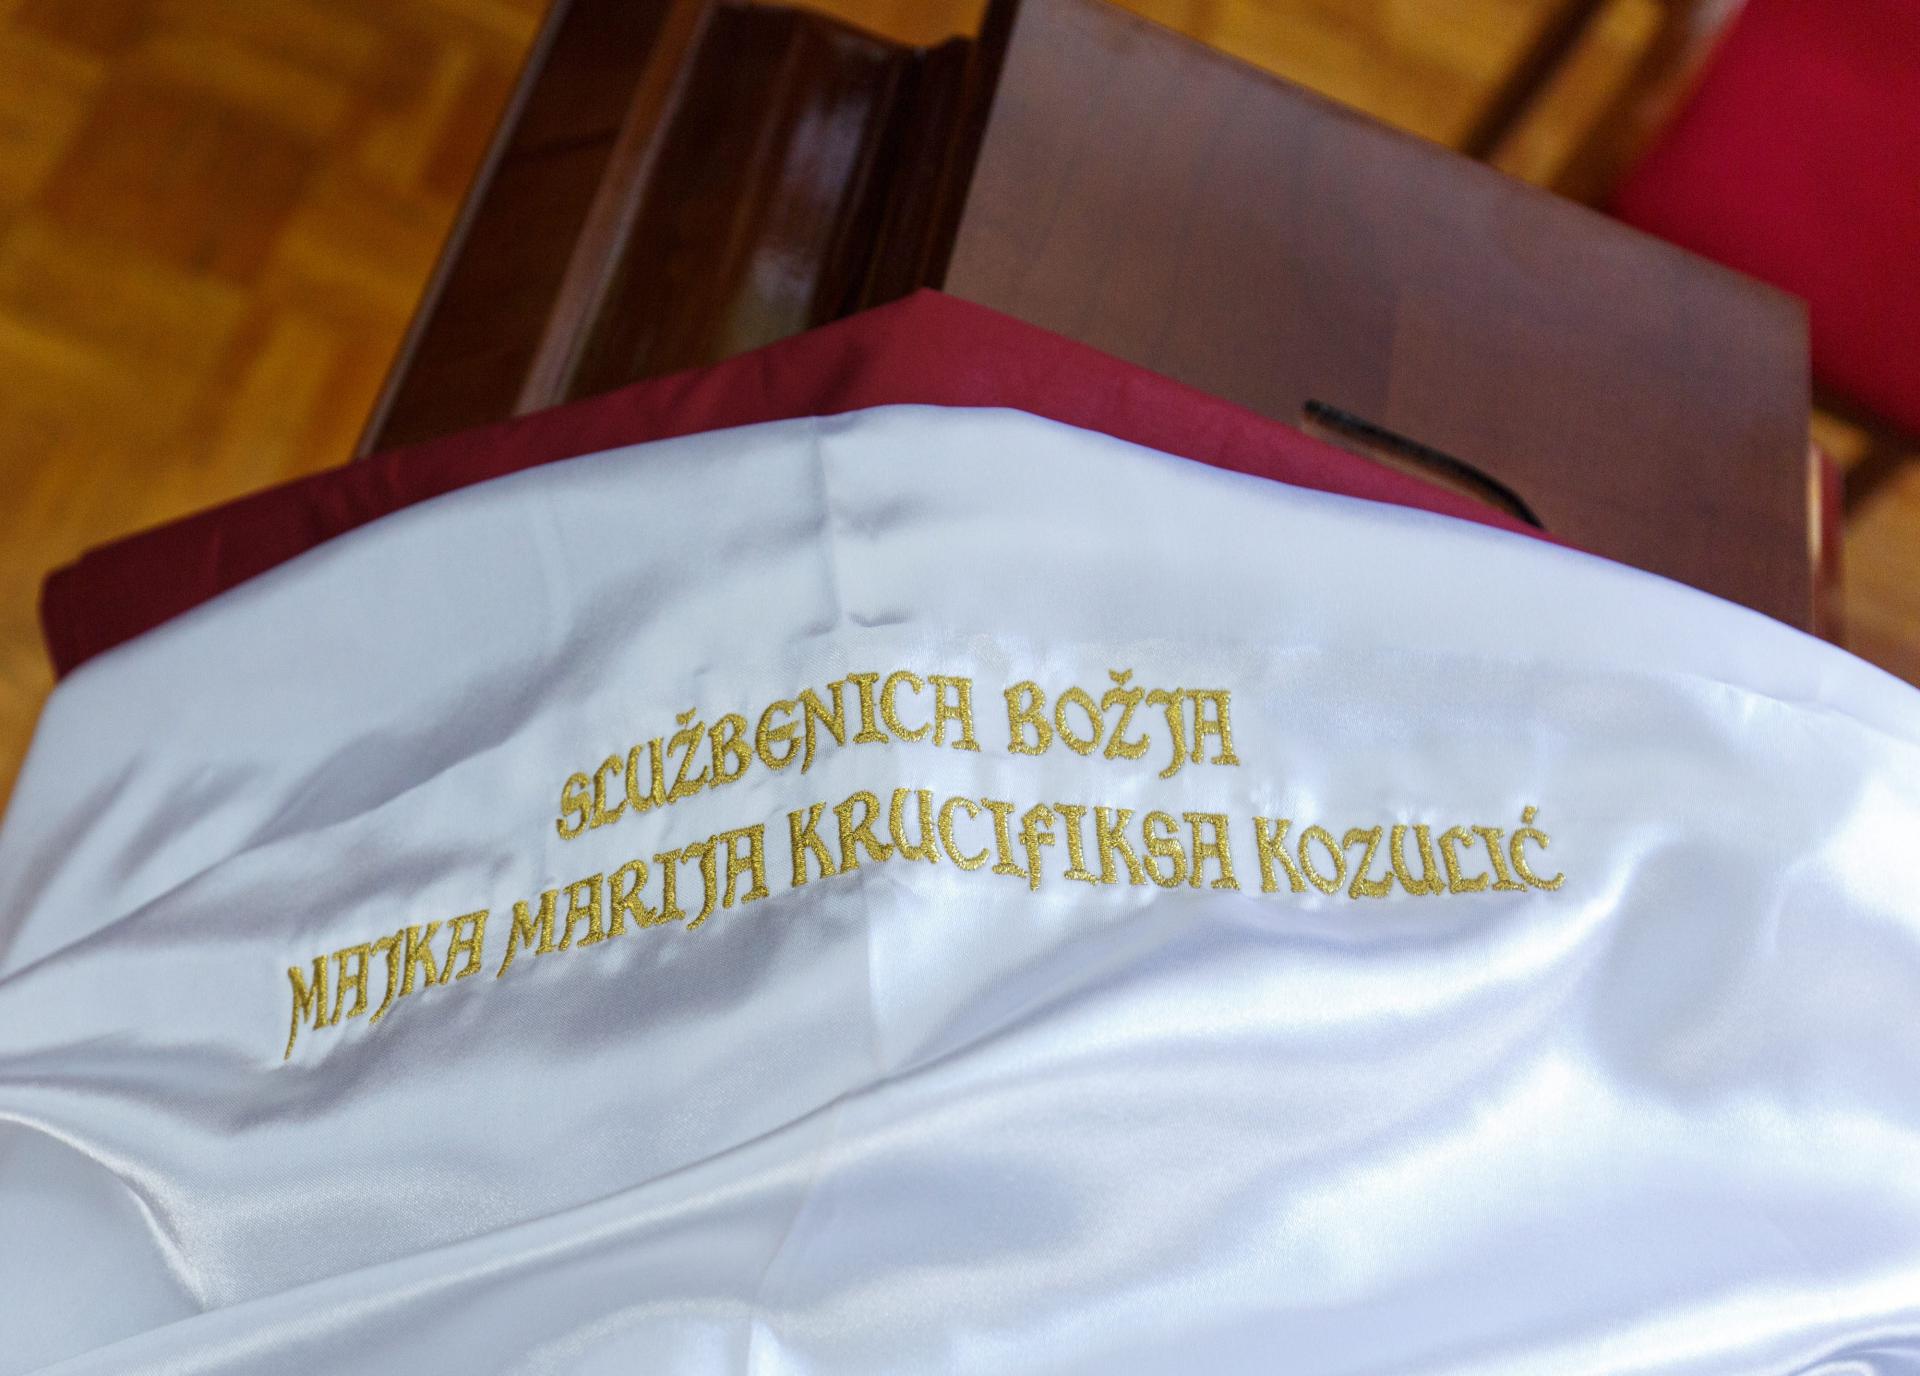 SLUŽBENICA BOŽJA
MAJKA MARIJA KRUCIFIKSA KOZULIĆ